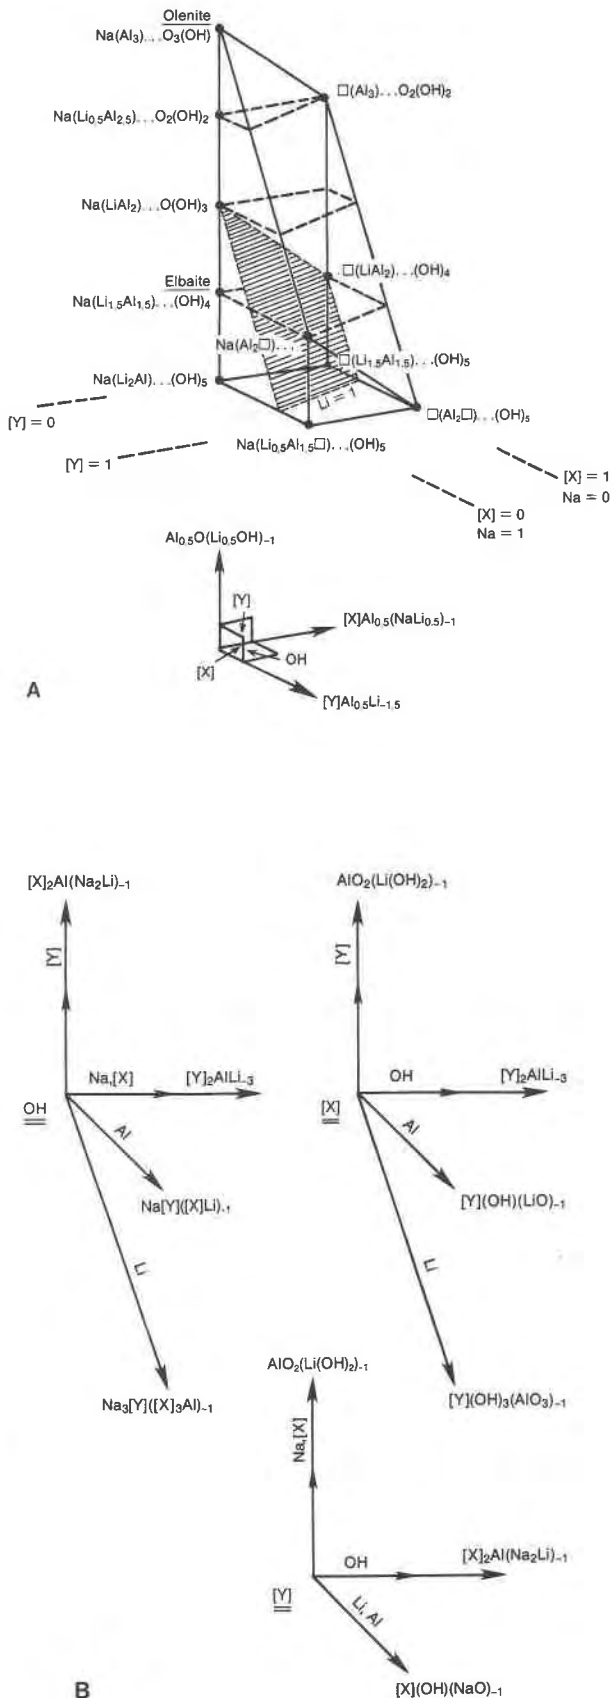 Olenite
Na(Al₃)...O₃(OH)
□(Al₃)...O₂(OH)₂
Na(Li₀.₅Al₂.₅)...O₂(OH)₂
Na(LiAl₂)...O(OH)₃
□(LiAl₂)...(OH)₄
Elbaite
Na(Li₁.₅Al₁.₅)...(OH)₄
Na(Al₂□)...
□(Li₁.₅Al₁.₅)...(OH)₅
Na(Li₂Al)...(OH)₅
Li = 1
□(Al₂□)...(OH)₅
[Y] = 0
Na(Li₀.₅Al₁.₅□)...(OH)₅
[Y] = 1
[X] = 1
Na = 0
[X] = 0
Na = 1
Al₀.₅O(Li₀.₅OH)₋₁
[Y]
[X]Al₀.₅(NaLi₀.₅)₋₁
[X]
OH
A
[Y]Al₀.₅Li₋₁.₅
[X]₂Al(Na₂Li)₋₁
[Y]
Na,[X]
[Y]₂AlLi₋₃
OH
Al
Na[Y]([X]Li)₋₁
Li
Na₃[Y]([X]₃Al)₋₁
AlO₂(Li(OH)₂)₋₁
[Y]
OH
[Y]₂AlLi₋₃
[X]
Al
[Y](OH)(LiO)₋₁
Li
[Y](OH)₃(AlO₃)₋₁
AlO₂(Li(OH)₂)₋₁
Na,[X]
OH
[X]₂Al(Na₂Li)₋₁
[Y]
Li, Al
[X](OH)(NaO)₋₁
B